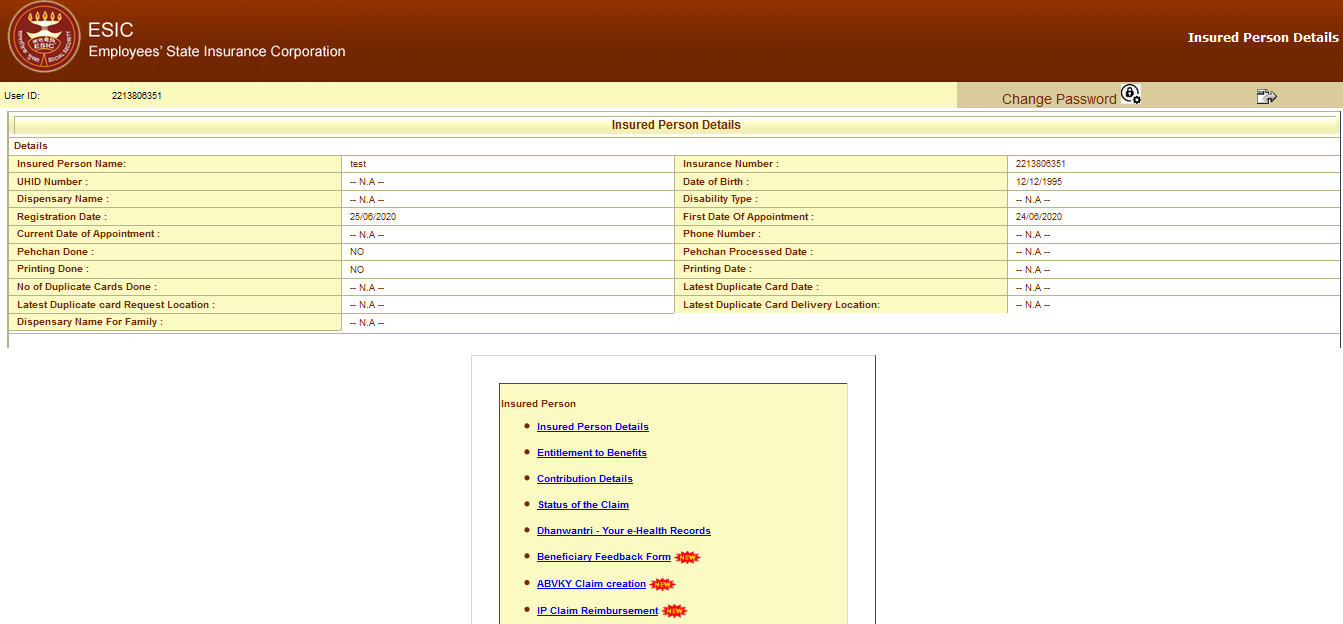 ESIC
Employees' State Insurance Corporation
Insured Person Details
User ID: 2213806351 Change Password
Insured Person Details
Details
Insured Person Name: test Insurance Number : 2213806351
UHID Number : -- N.A -- Date of Birth : 12/12/1995
Dispensary Name : -- N.A -- Disability Type : -- N.A --
Registration Date : 25/06/2020 First Date Of Appointment : 24/06/2020
Current Date of Appointment : -- N.A -- Phone Number : -- N.A --
Pehchan Done : NO Pehchan Processed Date : -- N.A --
Printing Done : NO Printing Date : -- N.A --
No of Duplicate Cards Done : -- N.A -- Latest Duplicate Card Date : -- N.A --
Latest Duplicate card Request Location : -- N.A -- Latest Duplicate Card Delivery Location: -- N.A --
Dispensary Name For Family : -- N.A --
Insured Person
Insured Person Details
Entitlement to Benefits
Contribution Details
Status of the Claim
Dhanwantri - Your e-Health Records
Beneficiary Feedback Form NEW
ABVKY Claim creation NEW
IP Claim Reimbursement NEW